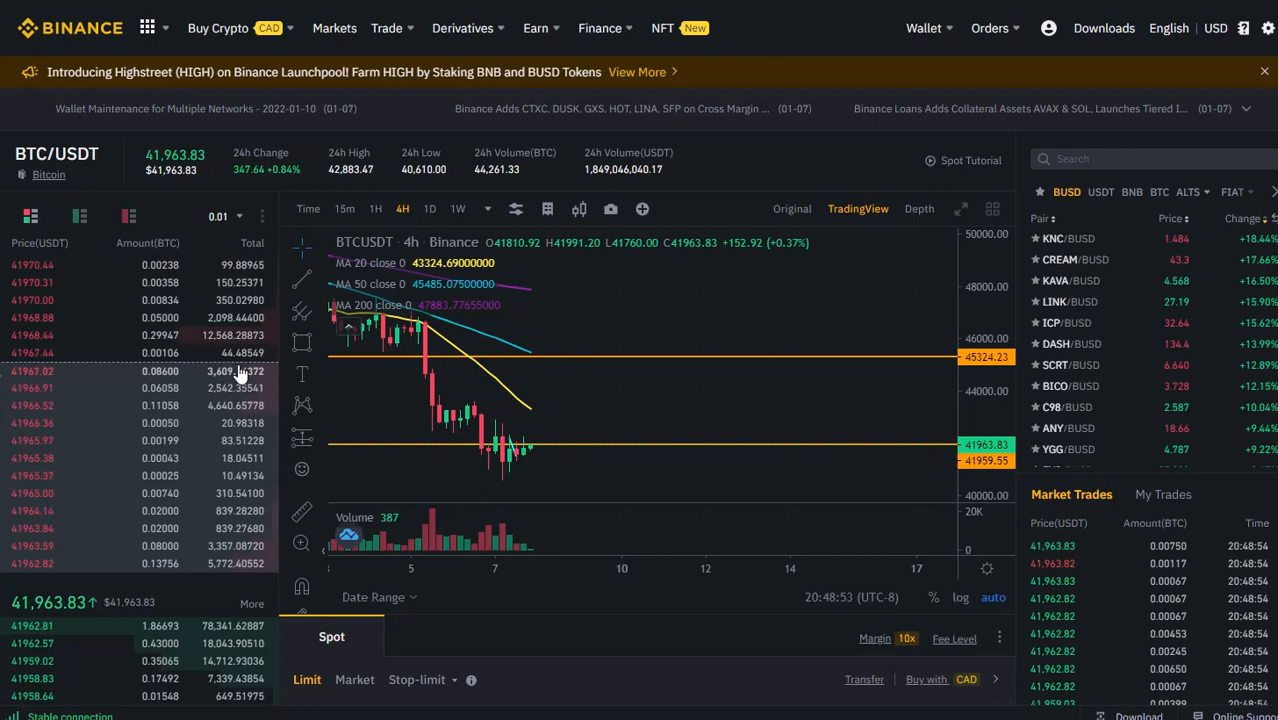 BINANCE Buy Crypto CAD Markets Trade Derivatives Earn Finance NFT New Wallet Orders Downloads English USD
Introducing Highstreet (HIGH) on Binance Launchpool! Farm HIGH by Staking BNB and BUSD Tokens View More
Wallet Maintenance for Multiple Networks - 2022-01-10 (01-07) Binance Adds CTXC, DUSK, GXS, HOT, LINA, SFP on Cross Margin ... (01-07) Binance Loans Adds Collateral Assets AVAX & SOL, Launches Tiered I... (01-07)
BTC/USDT
Bitcoin
41,963.83
$41,963.83
24h Change
347.64 +0.84%
24h High
42,883.47
24h Low
40,610.00
24h Volume(BTC)
44,261.33
24h Volume(USDT)
1,849,046,040.17
Spot Tutorial
0.01
Price(USDT) Amount(BTC) Total
41970.44 0.00238 99.88965
41970.31 0.00358 150.25371
41970.00 0.00834 350.02980
41968.88 0.05000 2,098.44400
41968.44 0.29947 12,568.28873
41967.44 0.00106 44.48549
41967.02 0.08600
41966.91 0.06058 2,542.35541
41966.52 0.11058 4,640.65778
41966.36 0.00050 20.98318
41965.97 0.00199 83.51228
41965.38 0.00043 18.04511
41965.37 0.00025 10.49134
41965.00 0.00740 310.54100
41964.14 0.02000 839.28280
41963.84 0.02000 839.27680
41963.59 0.08000 3,357.08720
41962.82 0.13756 5,772.40552
41,963.83 $41,963.83 More
41962.81 1.86693 78,341.62887
41962.57 0.43000 18,043.90510
41959.02 0.35065 14,712.93036
41958.83 0.17492 7,339.43854
41958.64 0.01548 649.51975
Stable connection
Time 15m 1H 4H 1D 1W Original TradingView Depth
BTCUSDT · 4h · Binance O41810.92 H41991.20 L41760.00 C41963.83 +152.92 (+0.37%)
MA 20 close 0 43324.69000000
MA 50 close 0 45485.07500000
MA 200 close 0 47883.77655000
50000.00
48000.00
46000.00
45324.23
44000.00
41963.83
41959.55
40000.00
Volume 387
20K
0
5 7 10 12 14 17
Date Range 20:48:53 (UTC-8) % log auto
Spot
Margin 10x Fee Level
Limit Market Stop-limit Transfer Buy with CAD
Search
BUSD USDT BNB BTC ALTS FIAT
Pair Price Change
KNC/BUSD 1.484 +18.44%
CREAM/BUSD 43.3 +17.66%
KAVA/BUSD 4.568 +16.50%
LINK/BUSD 27.19 +15.90%
ICP/BUSD 32.64 +15.62%
DASH/BUSD 134.4 +13.99%
SCRT/BUSD 6.640 +12.89%
BICO/BUSD 3.728 +12.15%
C98/BUSD 2.587 +10.04%
ANY/BUSD 18.66 +9.44%
YGG/BUSD 4.787 +9.22%
Market Trades My Trades
Price(USDT) Amount(BTC) Time
41,963.83 0.00750 20:48:54
41,963.82 0.00117 20:48:54
41,963.83 0.00067 20:48:54
41,962.82 0.00067 20:48:54
41,962.82 0.00067 20:48:54
41,962.82 0.00453 20:48:54
41,962.82 0.00245 20:48:54
41,962.82 0.00650 20:48:54
41,962.82 0.00067 20:48:54
41,959.03 0.00067 20:48:54
Download Online Suppo